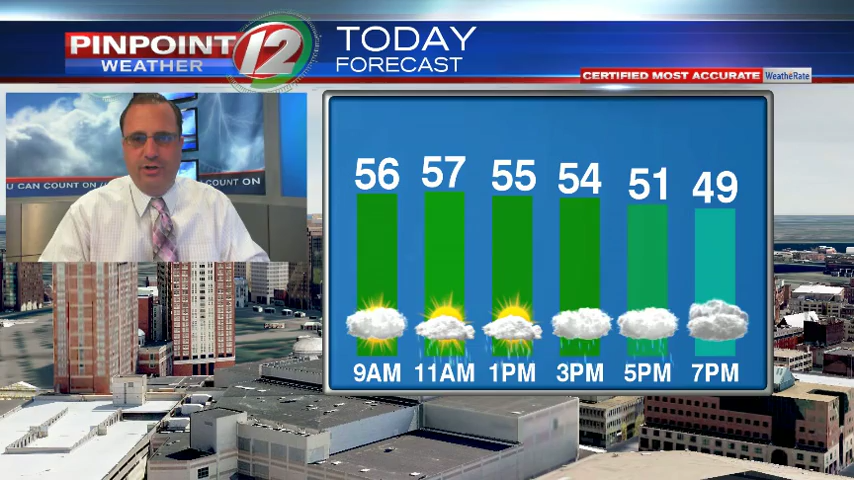 PINPOINT 12
WEATHER
TODAY
FORECAST
CERTIFIED MOST ACCURATE WeatheRate
U CAN COUNT ON
COUNT ON
56 57 55 54 51 49
9AM 11AM 1PM 3PM 5PM 7PM